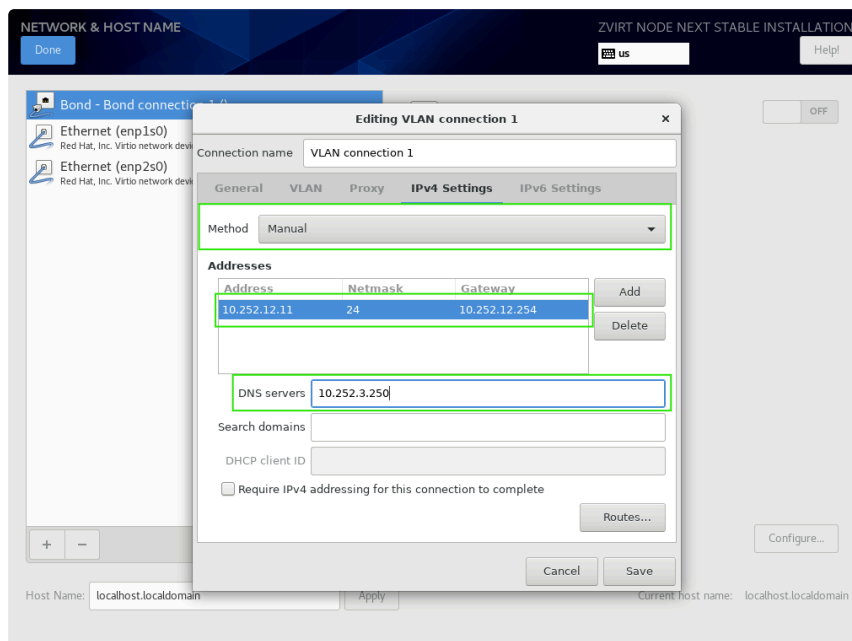 NETWORK & HOST NAME
ZVIRT NODE NEXT STABLE INSTALLATION
Done
us
Help!
Bond - Bond connection 1 ()
OFF
Editing VLAN connection 1
Ethernet (enp1s0)
Red Hat, Inc. Virtio network devi
Connection name
VLAN connection 1
Ethernet (enp2s0)
Red Hat, Inc. Virtio network devi
General
VLAN
Proxy
IPv4 Settings
IPv6 Settings
Method
Manual
Addresses
Address
Netmask
Gateway
Add
10.252.12.11
24
10.252.12.254
Delete
DNS servers
10.252.3.250
Search domains
DHCP client ID
Require IPv4 addressing for this connection to complete
Routes...
+
−
Configure...
Cancel
Save
Host Name:
localhost.localdomain
Apply
Current host name:
localhost.localdomain